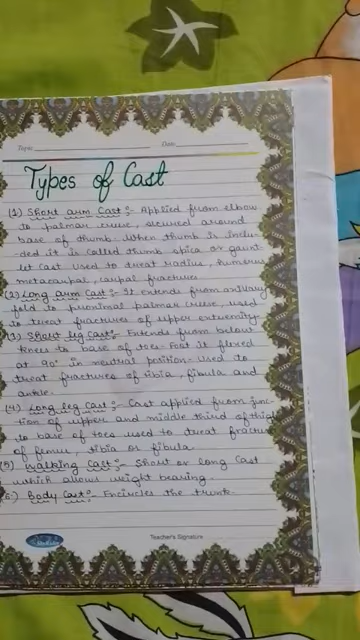 Topic Date
Types of Cast
(1) Short arm Cast:- Applied from elbow
to palmar crease, secured around
base of thumb. When thumb is inclu-
-ded it is called thumb spica or gaunt-
let cast used to treat radius, humerus
metacarpal, carpal fractures
(2) Long arm Cast:- It extends from axillary
fold to proximal palmar crease, used
to treat fractures of upper extremity.
(3) Short leg Cast:- Extends from below
knee to base of toes. Foot is flexed
at 90° in neutral position. Used to
treat fractures of tibia, fibula and
ankle.
(4) Long leg Cast:- Cast applied from junc-
tion of upper and middle third of thigh
to base of toes used to treat fracture
of femur, tibia or fibula.
(5) Walking Cast:- Short or long cast
which allows weight bearing.
(6) Body Cast:- Encircles the trunk.
Teacher's Signature